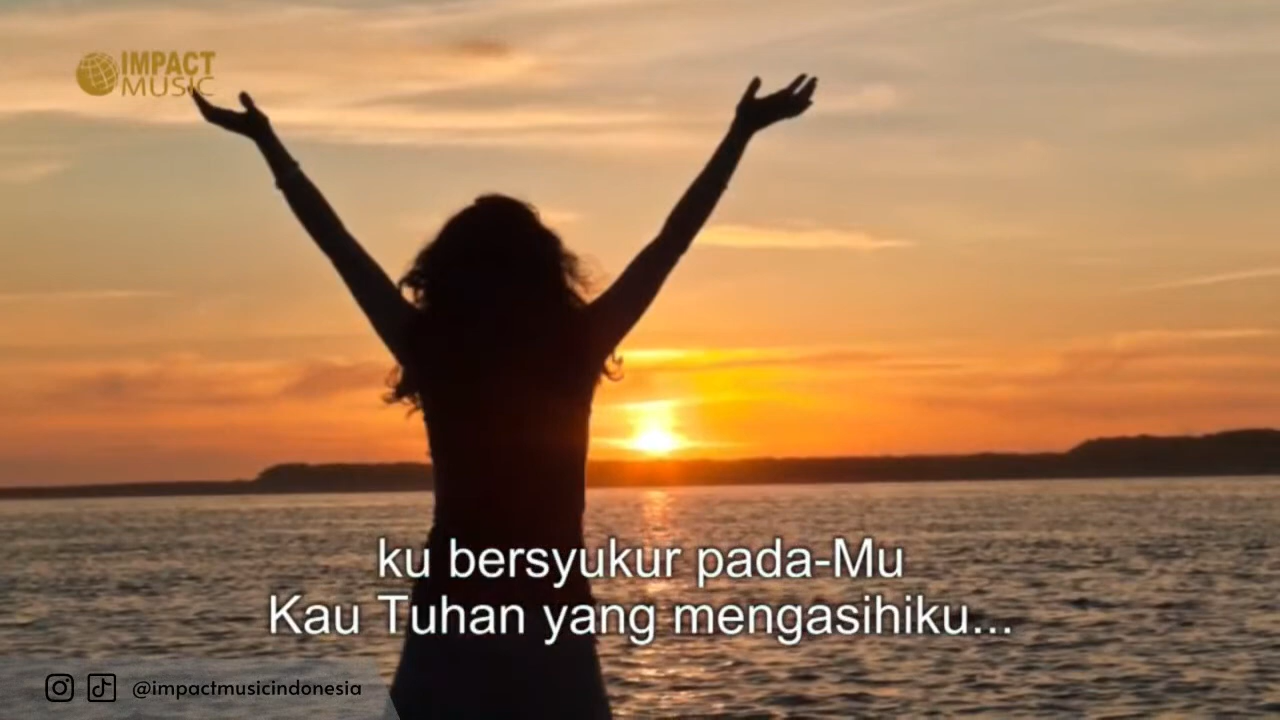 IMPACT
MUSIC
ku bersyukur pada-Mu
Kau Tuhan yang mengasihiku...
@impactmusicindonesia